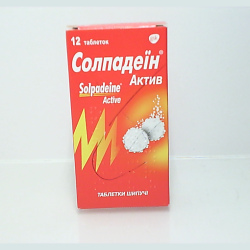 12 таблеток
Солпадеїн®
Актив
Solpadeine®
Active
ТАБЛЕТКИ ШИПУЧІ